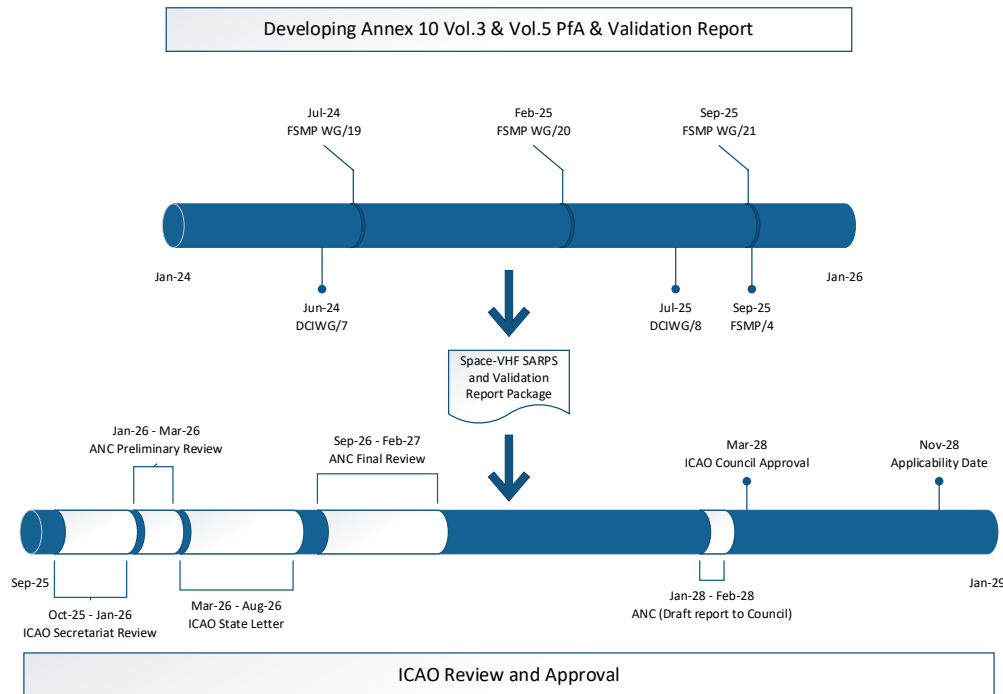 Developing Annex 10 Vol.3 & Vol.5 PfA & Validation Report
Jul-24
FSMP WG/19
Feb-25
FSMP WG/20
Sep-25
FSMP WG/21
Jan-24
Jan-26
Jun-24
DCIWG/7
Jul-25
DCIWG/8
Sep-25
FSMP/4
Space-VHF SARPS
and Validation
Report Package
Jan-26 - Mar-26
ANC Preliminary Review
Sep-26 - Feb-27
ANC Final Review
Mar-28
ICAO Council Approval
Nov-28
Applicability Date
Sep-25
Jan-29
Oct-25 - Jan-26
ICAO Secretariat Review
Mar-26 - Aug-26
ICAO State Letter
Jan-28 - Feb-28
ANC (Draft report to Council)
ICAO Review and Approval